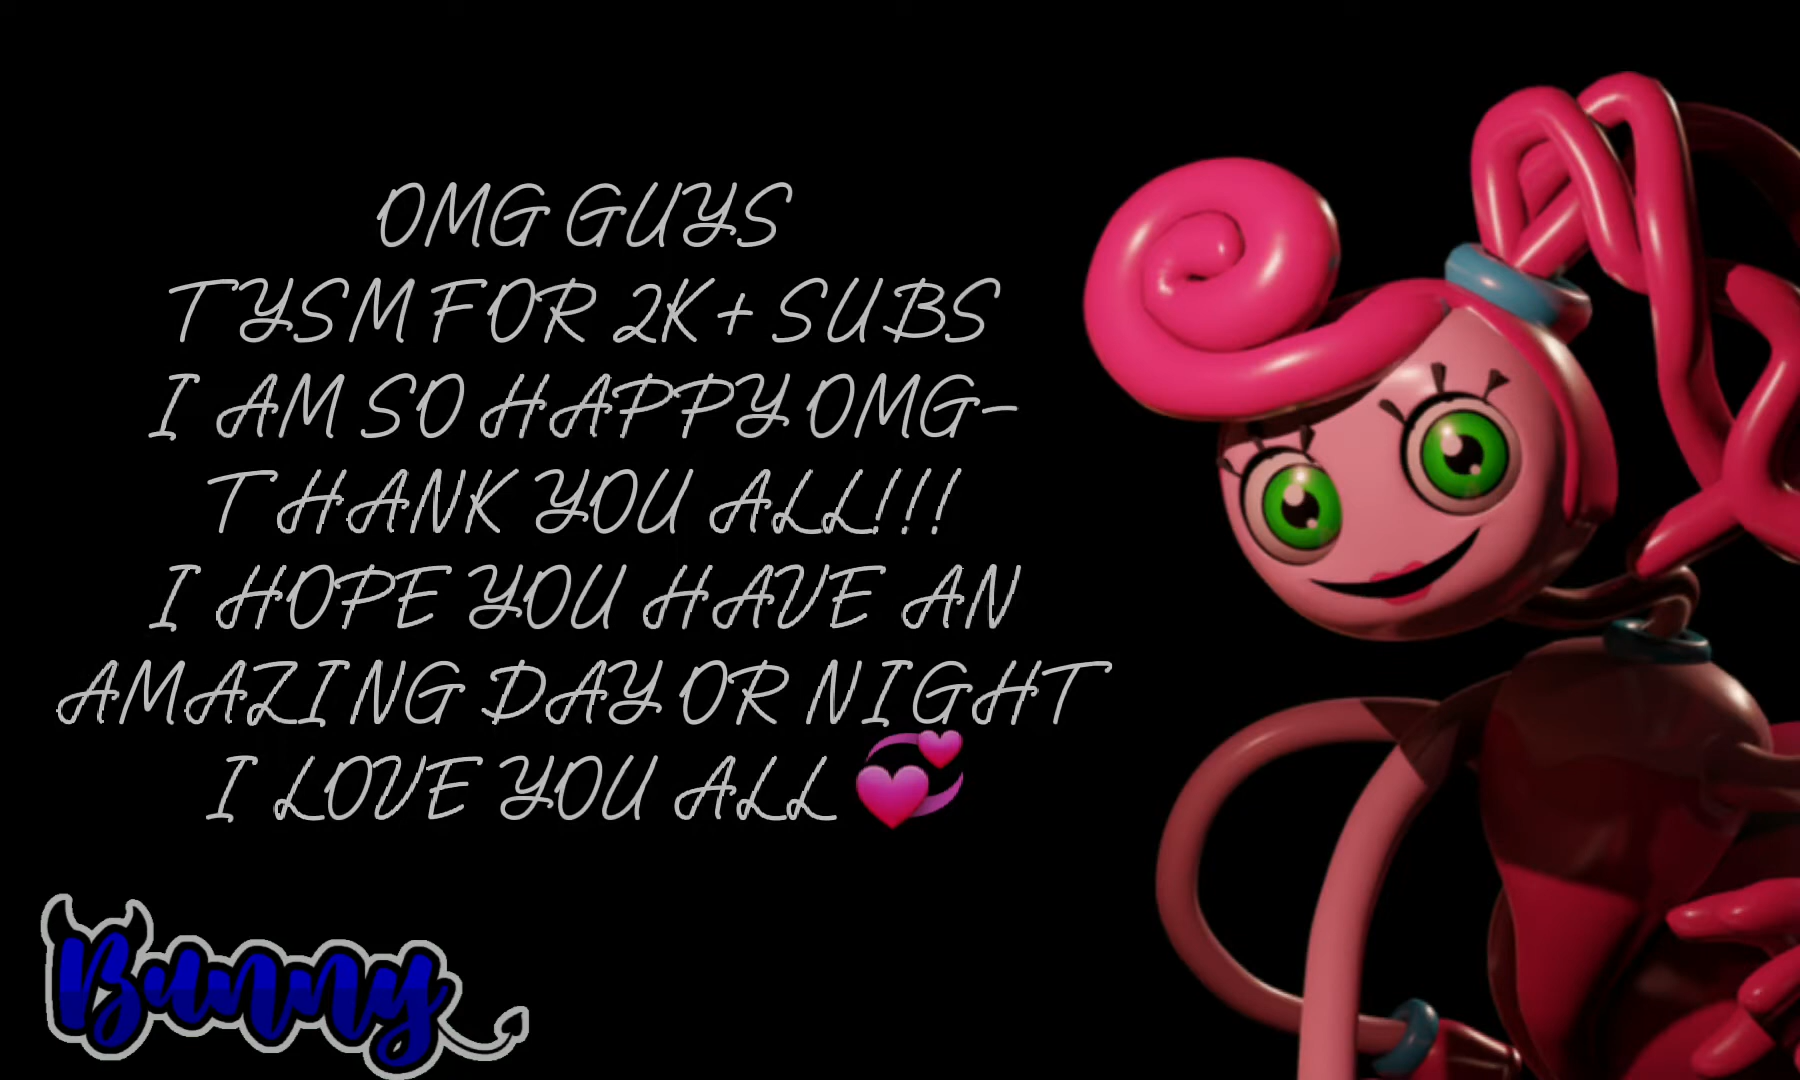 OMG GUYS
TYSM FOR 2K+ SUBS
I AM SO HAPPY OMG-
THANK YOU ALL!!!
I HOPE YOU HAVE AN
AMAZING DAY OR NIGHT
I LOVE YOU ALL 💞
Bunny